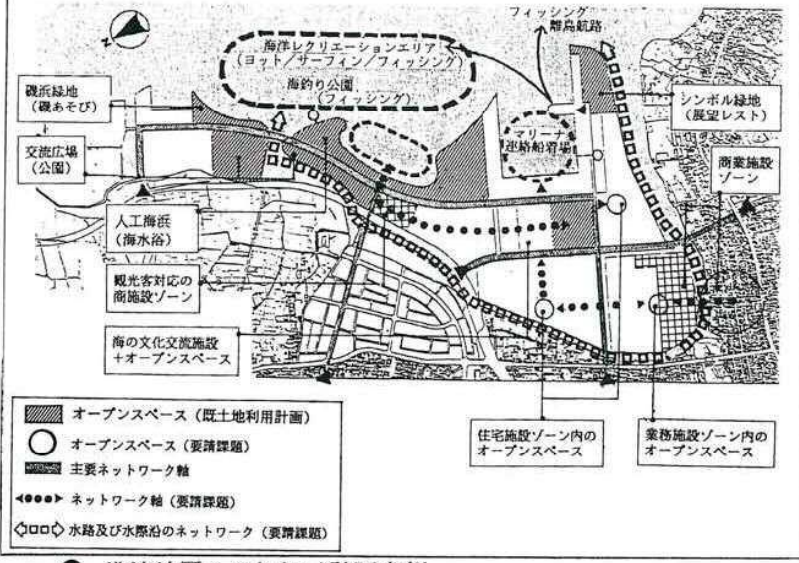 フィッシング
離島航路
N
海洋レクリエーションエリア
(ヨット/サーフィン/フィッシング)
海釣り公園
(フィッシング)
磯浜緑地
(磯あそび)
シンボル緑地
(展望レスト)
マリーナ
連絡船着場
交流広場
(公園)
商業施設
ゾーン
人工海浜
(海水浴)
観光客対応の
商施設ゾーン
海の文化交流施設
+オープンスペース
オープンスペース(既土地利用計画)
オープンスペース(要請課題)
主要ネットワーク軸
ネットワーク軸(要請課題)
水路及び水際沿のネットワーク(要請課題)
住宅施設ゾーン内の
オープンスペース
業務施設ゾーン内の
オープンスペース